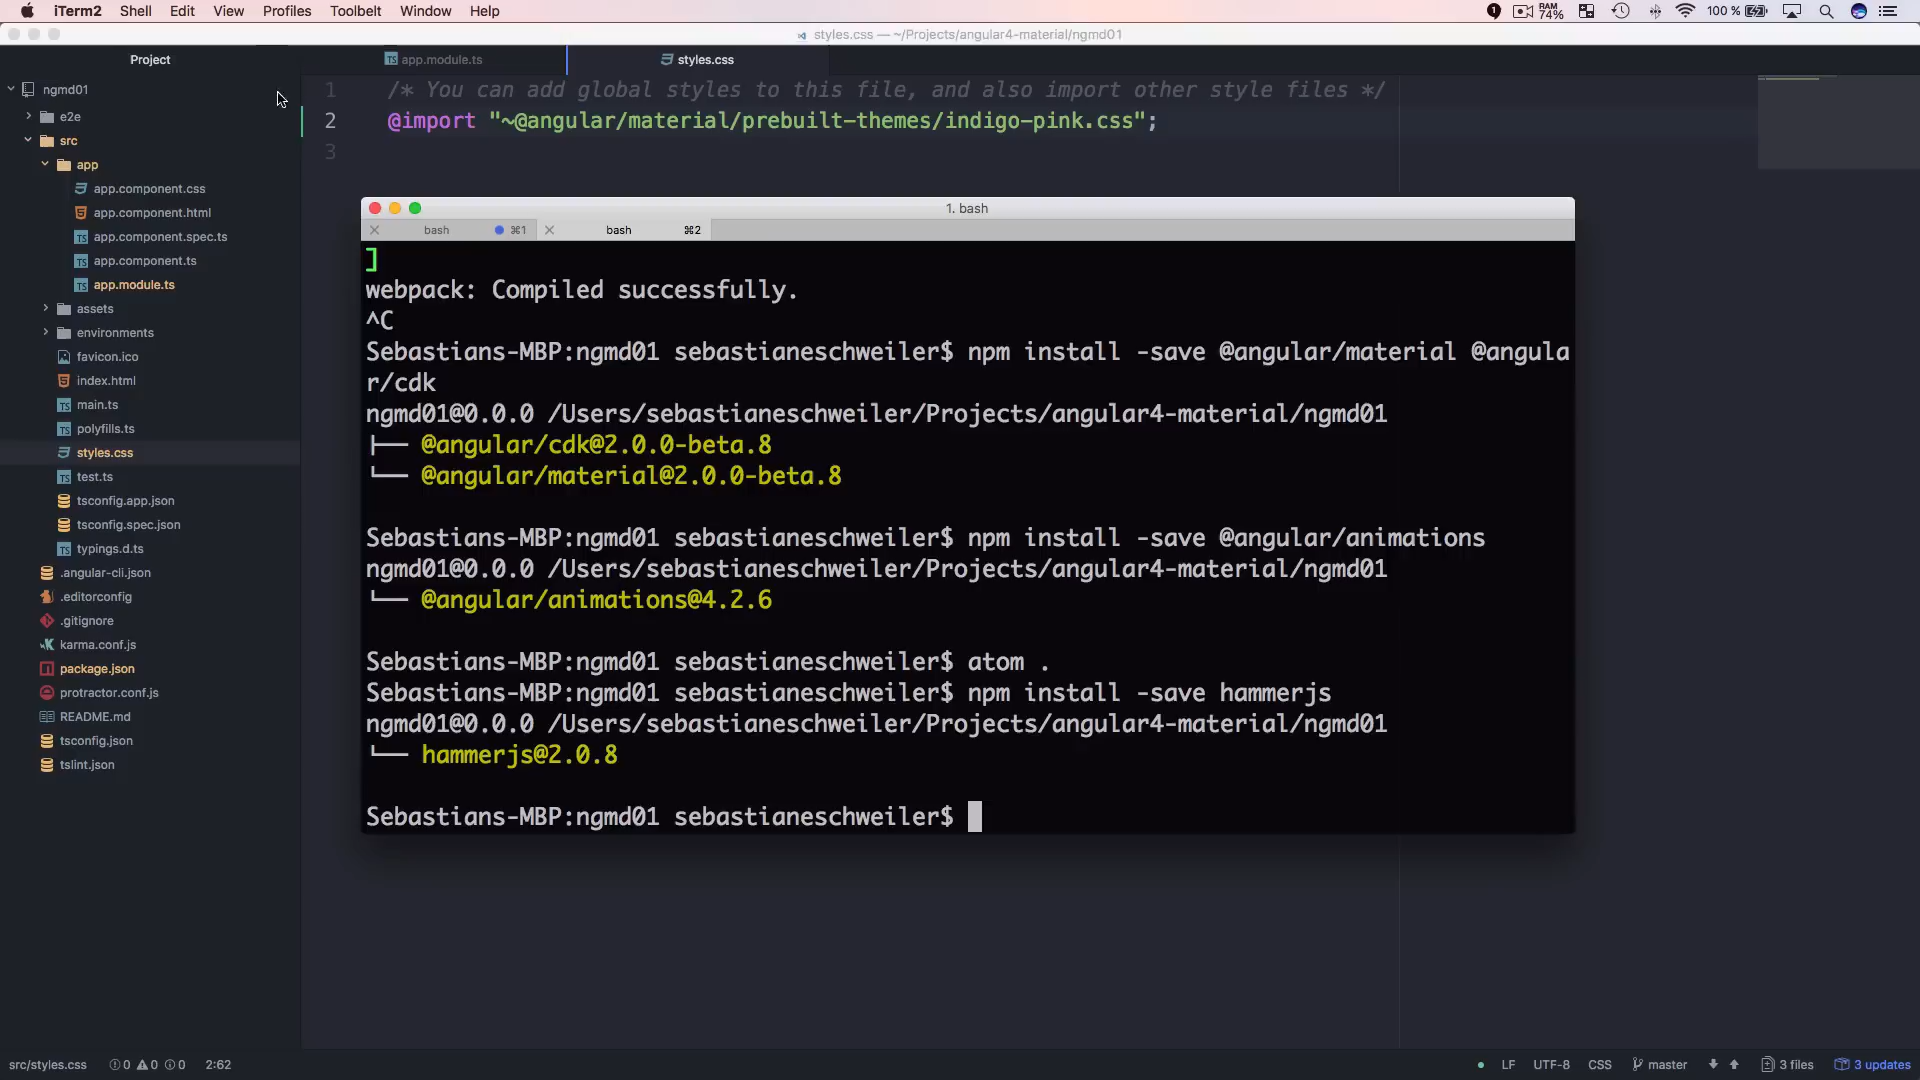 iTerm2 Shell Edit View Profiles Toolbelt Window Help
1 RAM 74% 100 %
styles.css — ~/Projects/angular4-material/ngmd01
Project
app.module.ts
styles.css
ngmd01
e2e
src
app
app.component.css
app.component.html
app.component.spec.ts
app.component.ts
app.module.ts
assets
environments
favicon.ico
index.html
main.ts
polyfills.ts
styles.css
test.ts
tsconfig.app.json
tsconfig.spec.json
typings.d.ts
.angular-cli.json
.editorconfig
.gitignore
karma.conf.js
package.json
protractor.conf.js
README.md
tsconfig.json
tslint.json
1 /* You can add global styles to this file, and also import other style files */
2 @import "~@angular/material/prebuilt-themes/indigo-pink.css";
3
1. bash
bash ⌘1
bash ⌘2
]
webpack: Compiled successfully.
^C
Sebastians-MBP:ngmd01 sebastianeschweiler$ npm install -save @angular/material @angula
r/cdk
ngmd01@0.0.0 /Users/sebastianeschweiler/Projects/angular4-material/ngmd01
├── @angular/cdk@2.0.0-beta.8
└── @angular/material@2.0.0-beta.8
Sebastians-MBP:ngmd01 sebastianeschweiler$ npm install -save @angular/animations
ngmd01@0.0.0 /Users/sebastianeschweiler/Projects/angular4-material/ngmd01
└── @angular/animations@4.2.6
Sebastians-MBP:ngmd01 sebastianeschweiler$ atom .
Sebastians-MBP:ngmd01 sebastianeschweiler$ npm install -save hammerjs
ngmd01@0.0.0 /Users/sebastianeschweiler/Projects/angular4-material/ngmd01
└── hammerjs@2.0.8
Sebastians-MBP:ngmd01 sebastianeschweiler$
src/styles.css 0 0 0 2:62
LF UTF-8 CSS master 3 files 3 updates